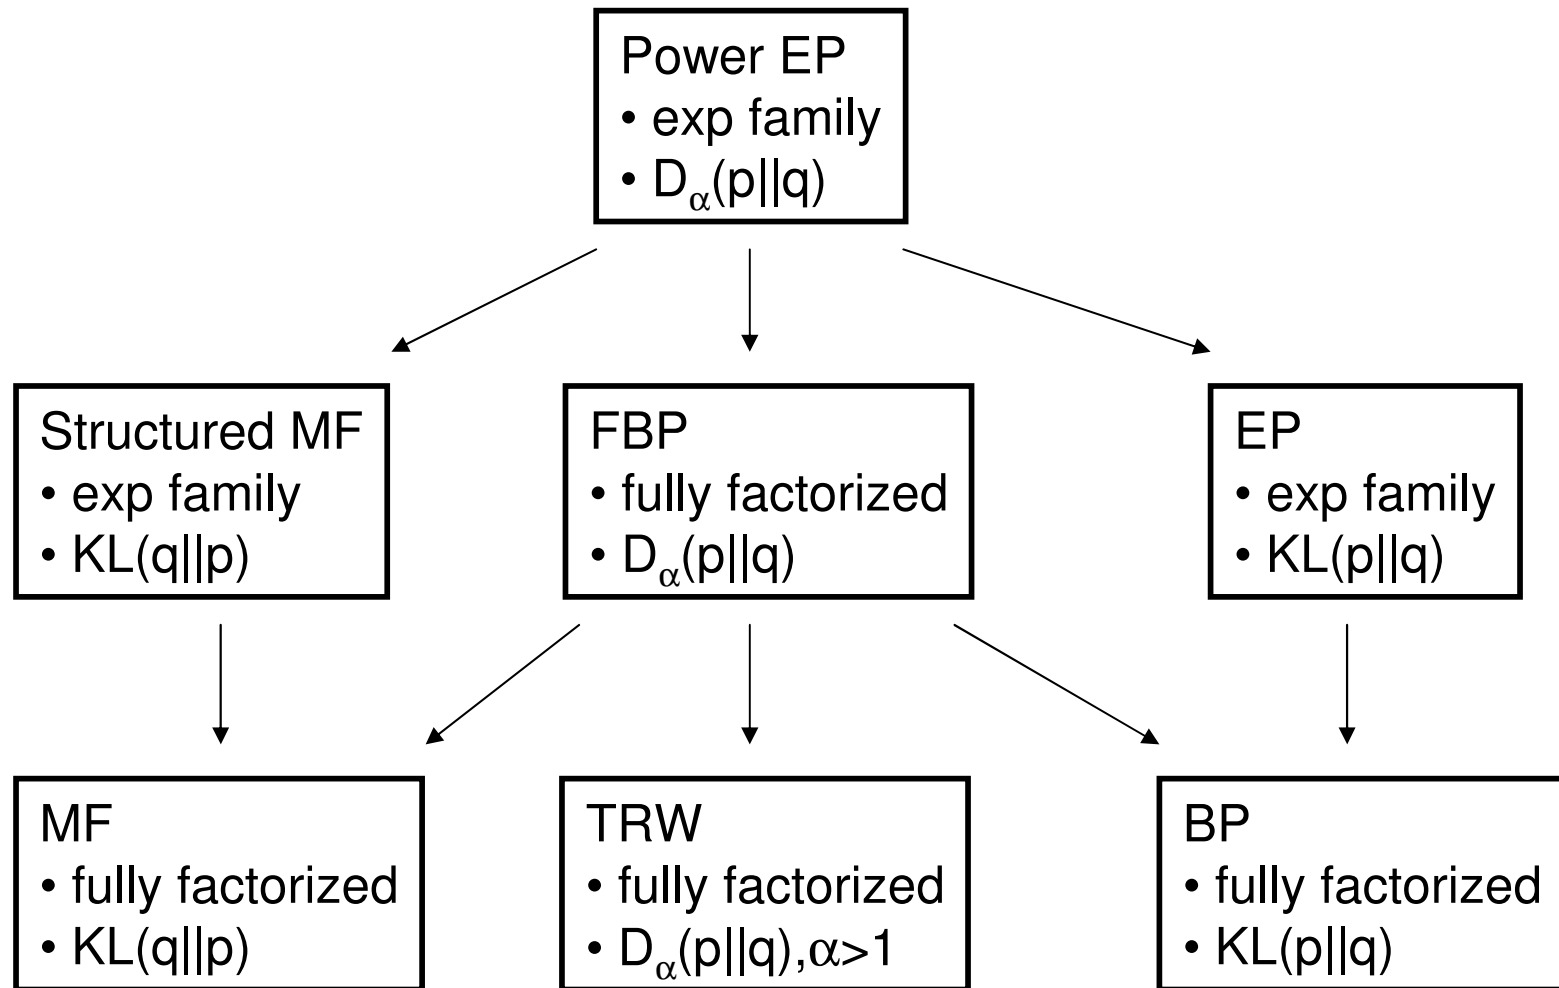 Power EP
• exp family
• Dα(p||q)
Structured MF
• exp family
• KL(q||p)
FBP
• fully factorized
• Dα(p||q)
EP
• exp family
• KL(p||q)
MF
• fully factorized
• KL(q||p)
TRW
• fully factorized
• Dα(p||q),α>1
BP
• fully factorized
• KL(p||q)